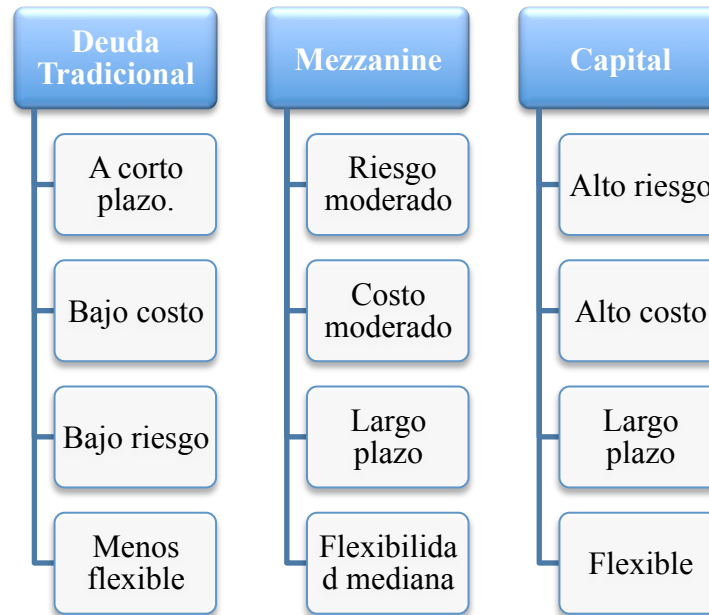 Deuda
Tradicional
A corto
plazo.
Bajo costo
Bajo riesgo
Menos
flexible
Mezzanine
Riesgo
moderado
Costo
moderado
Largo
plazo
Flexibilida
d mediana
Capital
Alto riesgo
Alto costo
Largo
plazo
Flexible